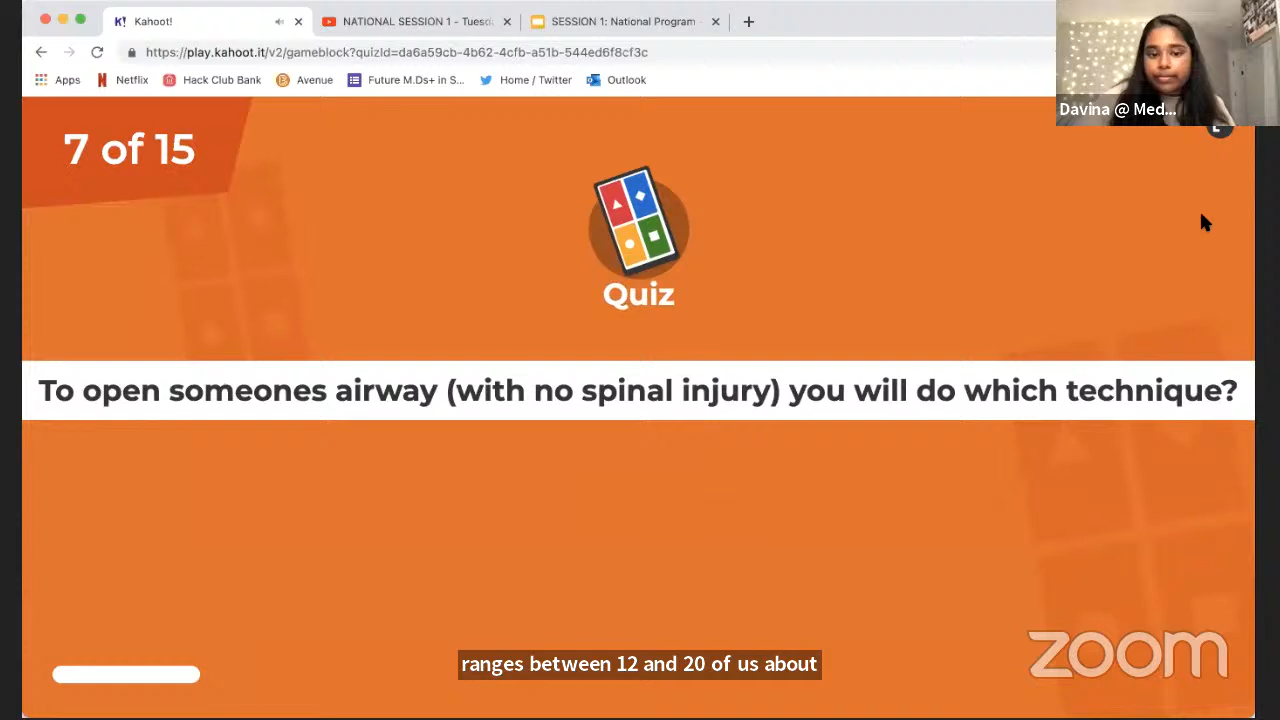 K! Kahoot!
NATIONAL SESSION 1 - Tuesd
SESSION 1: National Program -
https://play.kahoot.it/v2/gameblock?quizId=da6a59cb-4b62-4cfb-a51b-544ed6f8cf3c
Apps
Netflix
Hack Club Bank
Avenue
Future M.Ds+ in S...
Home / Twitter
Outlook
Davina @ Med...
7 of 15
Quiz
To open someones airway (with no spinal injury) you will do which technique?
ranges between 12 and 20 of us about
zoom